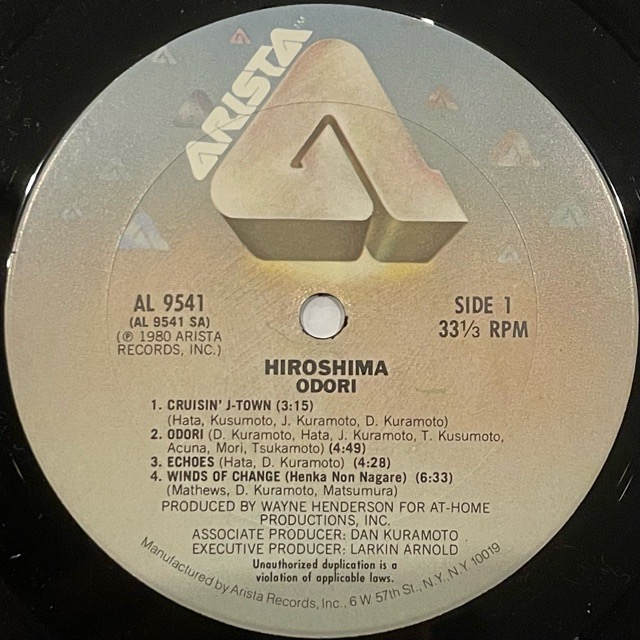 ARISTA™
AL 9541
(AL 9541 SA)
(℗ 1980 ARISTA
RECORDS, INC.)
SIDE 1
33⅓ RPM
HIROSHIMA
ODORI
1. CRUISIN' J-TOWN (3:15)
(Hata, Kusumoto, J. Kuramoto, D. Kuramoto)
2. ODORI (D. Kuramoto, Hata, J. Kuramoto, T. Kusumoto,
Acuna, Mori, Tsukamoto) (4:49)
3. ECHOES (Hata, D. Kuramoto) (4:28)
4. WINDS OF CHANGE (Henka Non Nagare) (6:33)
(Mathews, D. Kuramoto, Matsumura)
PRODUCED BY WAYNE HENDERSON FOR AT-HOME
PRODUCTIONS, INC.
ASSOCIATE PRODUCER: DAN KURAMOTO
EXECUTIVE PRODUCER: LARKIN ARNOLD
Unauthorized duplication is a
violation of applicable laws.
Manufactured by Arista Records, Inc., 6 W 57th St., N.Y., N.Y. 10019